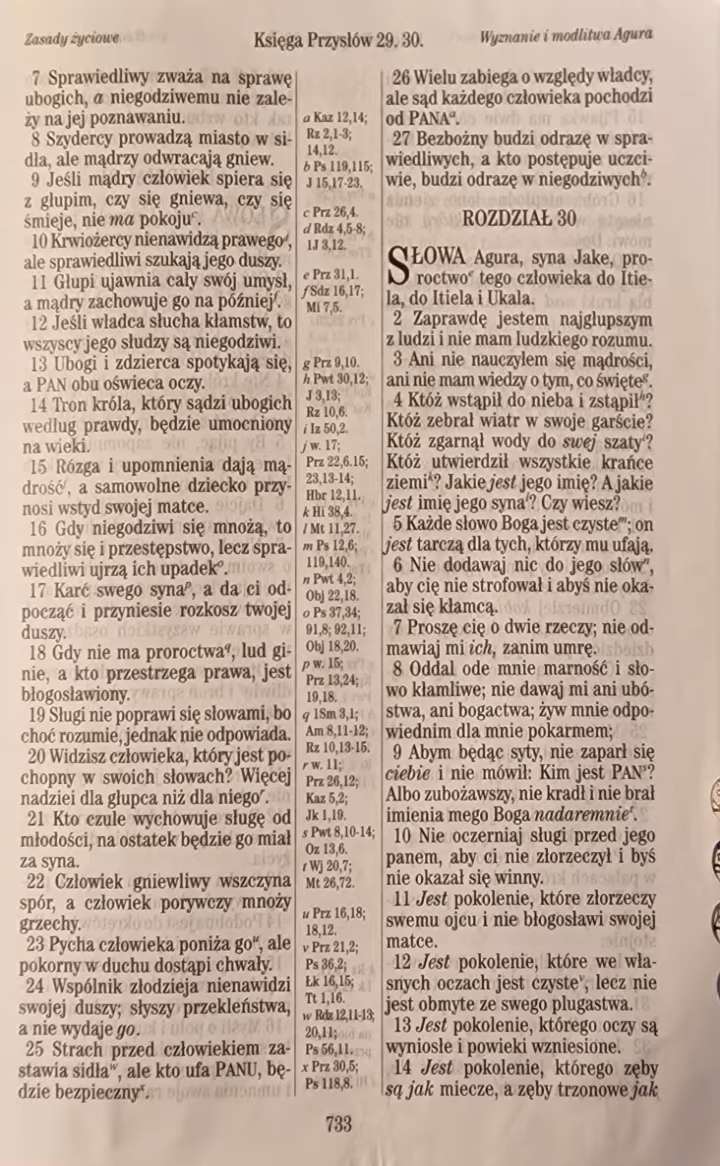 Zasady życiowe
Księga Przysłów 29. 30.
Wyznanie i modlitwa Agura
7 Sprawiedliwy zważa na sprawę
ubogich, a niegodziwemu nie zale-
ży na jej poznawaniu.
8 Szydercy prowadzą miasto w si-
dła, ale mądrzy odwracają gniew.
9 Jeśli mądry człowiek spiera się
z głupim, czy się gniewa, czy się
śmieje, nie ma pokojuᶜ.
10 Krwiożercy nienawidzą prawegoᵈ,
ale sprawiedliwi szukają jego duszy.
11 Głupi ujawnia cały swój umysł,
a mądry zachowuje go na późniejᶠ.
12 Jeśli władca słucha kłamstw, to
wszyscy jego słudzy są niegodziwi.
13 Ubogi i zdzierca spotykają się,
a PAN obu oświeca oczy.
14 Tron króla, który sądzi ubogich
według prawdy, będzie umocniony
na wieki.
15 Rózga i upomnienia dają mą-
drośćʲ, a samowolne dziecko przy-
nosi wstyd swojej matce.
16 Gdy niegodziwi się mnożą, to
mnoży się i przestępstwo, lecz spra-
wiedliwi ujrzą ich upadekᵒ.
17 Karć swego synaᵖ, a da ci od-
począć i przyniesie rozkosz twojej
duszy.
18 Gdy nie ma proroctwa𐞥, lud gi-
nie, a kto przestrzega prawa, jest
błogosławiony.
19 Sługi nie poprawi się słowami, bo
choć rozumie, jednak nie odpowiada.
20 Widzisz człowieka, który jest po-
chopny w swoich słowach? Więcej
nadziei dla głupca niż dla niegoʳ.
21 Kto czule wychowuje sługę od
młodości, na ostatek będzie go miał
za syna.
22 Człowiek gniewliwy wszczyna
spór, a człowiek porywczy mnoży
grzechy.
23 Pycha człowieka poniża goᵘ, ale
pokorny w duchu dostąpi chwały.
24 Wspólnik złodzieja nienawidzi
swojej duszy; słyszy przekleństwa,
a nie wydaje go.
25 Strach przed człowiekiem za-
stawia sidłaʷ, ale kto ufa PANU, bę-
dzie bezpiecznyˣ.
a Kaz 12,14;
Rz 2,1-3;
14,12.
b Ps 119,115;
J 15,17-23.
c Prz 26,4.
d Rdz 4,5-8;
1J 3,12.
e Prz 31,1.
f Sdz 16,17;
Mi 7,5.
g Prz 9,10.
h Pwt 30,12;
J 3,13;
Rz 10,6.
i Iz 50,2.
j w. 17;
Prz 22,6.15;
23,13-14;
Hbr 12,11.
k Hi 38,4.
l Mt 11,27.
m Ps 12,6;
119,140.
n Pwt 4,2;
Obj 22,18.
o Ps 37,34;
91,8; 92,11;
Obj 18,20.
p w. 15;
Prz 13,24;
19,18.
q 1Sm 3,1;
Am 8,11-12;
Rz 10,13-15.
r w. 11;
Prz 26,12;
Kaz 5,2;
Jk 1,19.
s Pwt 8,10-14;
Oz 13,6.
t Wj 20,7;
Mt 26,72.
u Prz 16,18;
18,12.
v Prz 21,2;
Ps 36,2;
Łk 16,15;
Tt 1,16.
w Rdz 12,11-13;
20,11;
Ps 56,11.
x Prz 30,5;
Ps 118,8.
26 Wielu zabiega o względy władcy,
ale sąd każdego człowieka pochodzi
od PANAᵃ.
27 Bezbożny budzi odrazę w spra-
wiedliwych, a kto postępuje uczci-
wie, budzi odrazę w niegodziwychᵇ.
ROZDZIAŁ 30
SŁOWA Agura, syna Jake, pro-
roctwoᵉ tego człowieka do Itie-
la, do Itiela i Ukala.
2 Zaprawdę jestem najgłupszym
z ludzi i nie mam ludzkiego rozumu.
3 Ani nie nauczyłem się mądrości,
ani nie mam wiedzy o tym, co święteᵍ.
4 Któż wstąpił do nieba i zstąpiłʰ?
Któż zebrał wiatr w swoje garście?
Któż zgarnął wody do swej szatyⁱ?
Któż utwierdził wszystkie krańce
ziemiᵏ? Jakie jest jego imię? A jakie
jest imię jego synaˡ? Czy wiesz?
5 Każde słowo Boga jest czysteᵐ; on
jest tarczą dla tych, którzy mu ufają.
6 Nie dodawaj nic do jego słówⁿ,
aby cię nie strofował i abyś nie oka-
zał się kłamcą.
7 Proszę cię o dwie rzeczy; nie od-
mawiaj mi ich, zanim umrę.
8 Oddal ode mnie marność i sło-
wo kłamliwe; nie dawaj mi ani ubó-
stwa, ani bogactwa; żyw mnie odpo-
wiednim dla mnie pokarmem;
9 Abym będąc syty, nie zaparł się
ciebie i nie mówił: Kim jest PANˢ?
Albo zubożawszy, nie kradł i nie brał
imienia mego Boga nadaremnieᵗ.
10 Nie oczerniaj sługi przed jego
panem, aby ci nie złorzeczył i byś
nie okazał się winny.
11 Jest pokolenie, które złorzeczy
swemu ojcu i nie błogosławi swojej
matce.
12 Jest pokolenie, które we wła-
snych oczach jest czysteᵛ, lecz nie
jest obmyte ze swego plugastwa.
13 Jest pokolenie, którego oczy są
wyniosłe i powieki wzniesione.
14 Jest pokolenie, którego zęby
są jak miecze, a zęby trzonowe jak
733